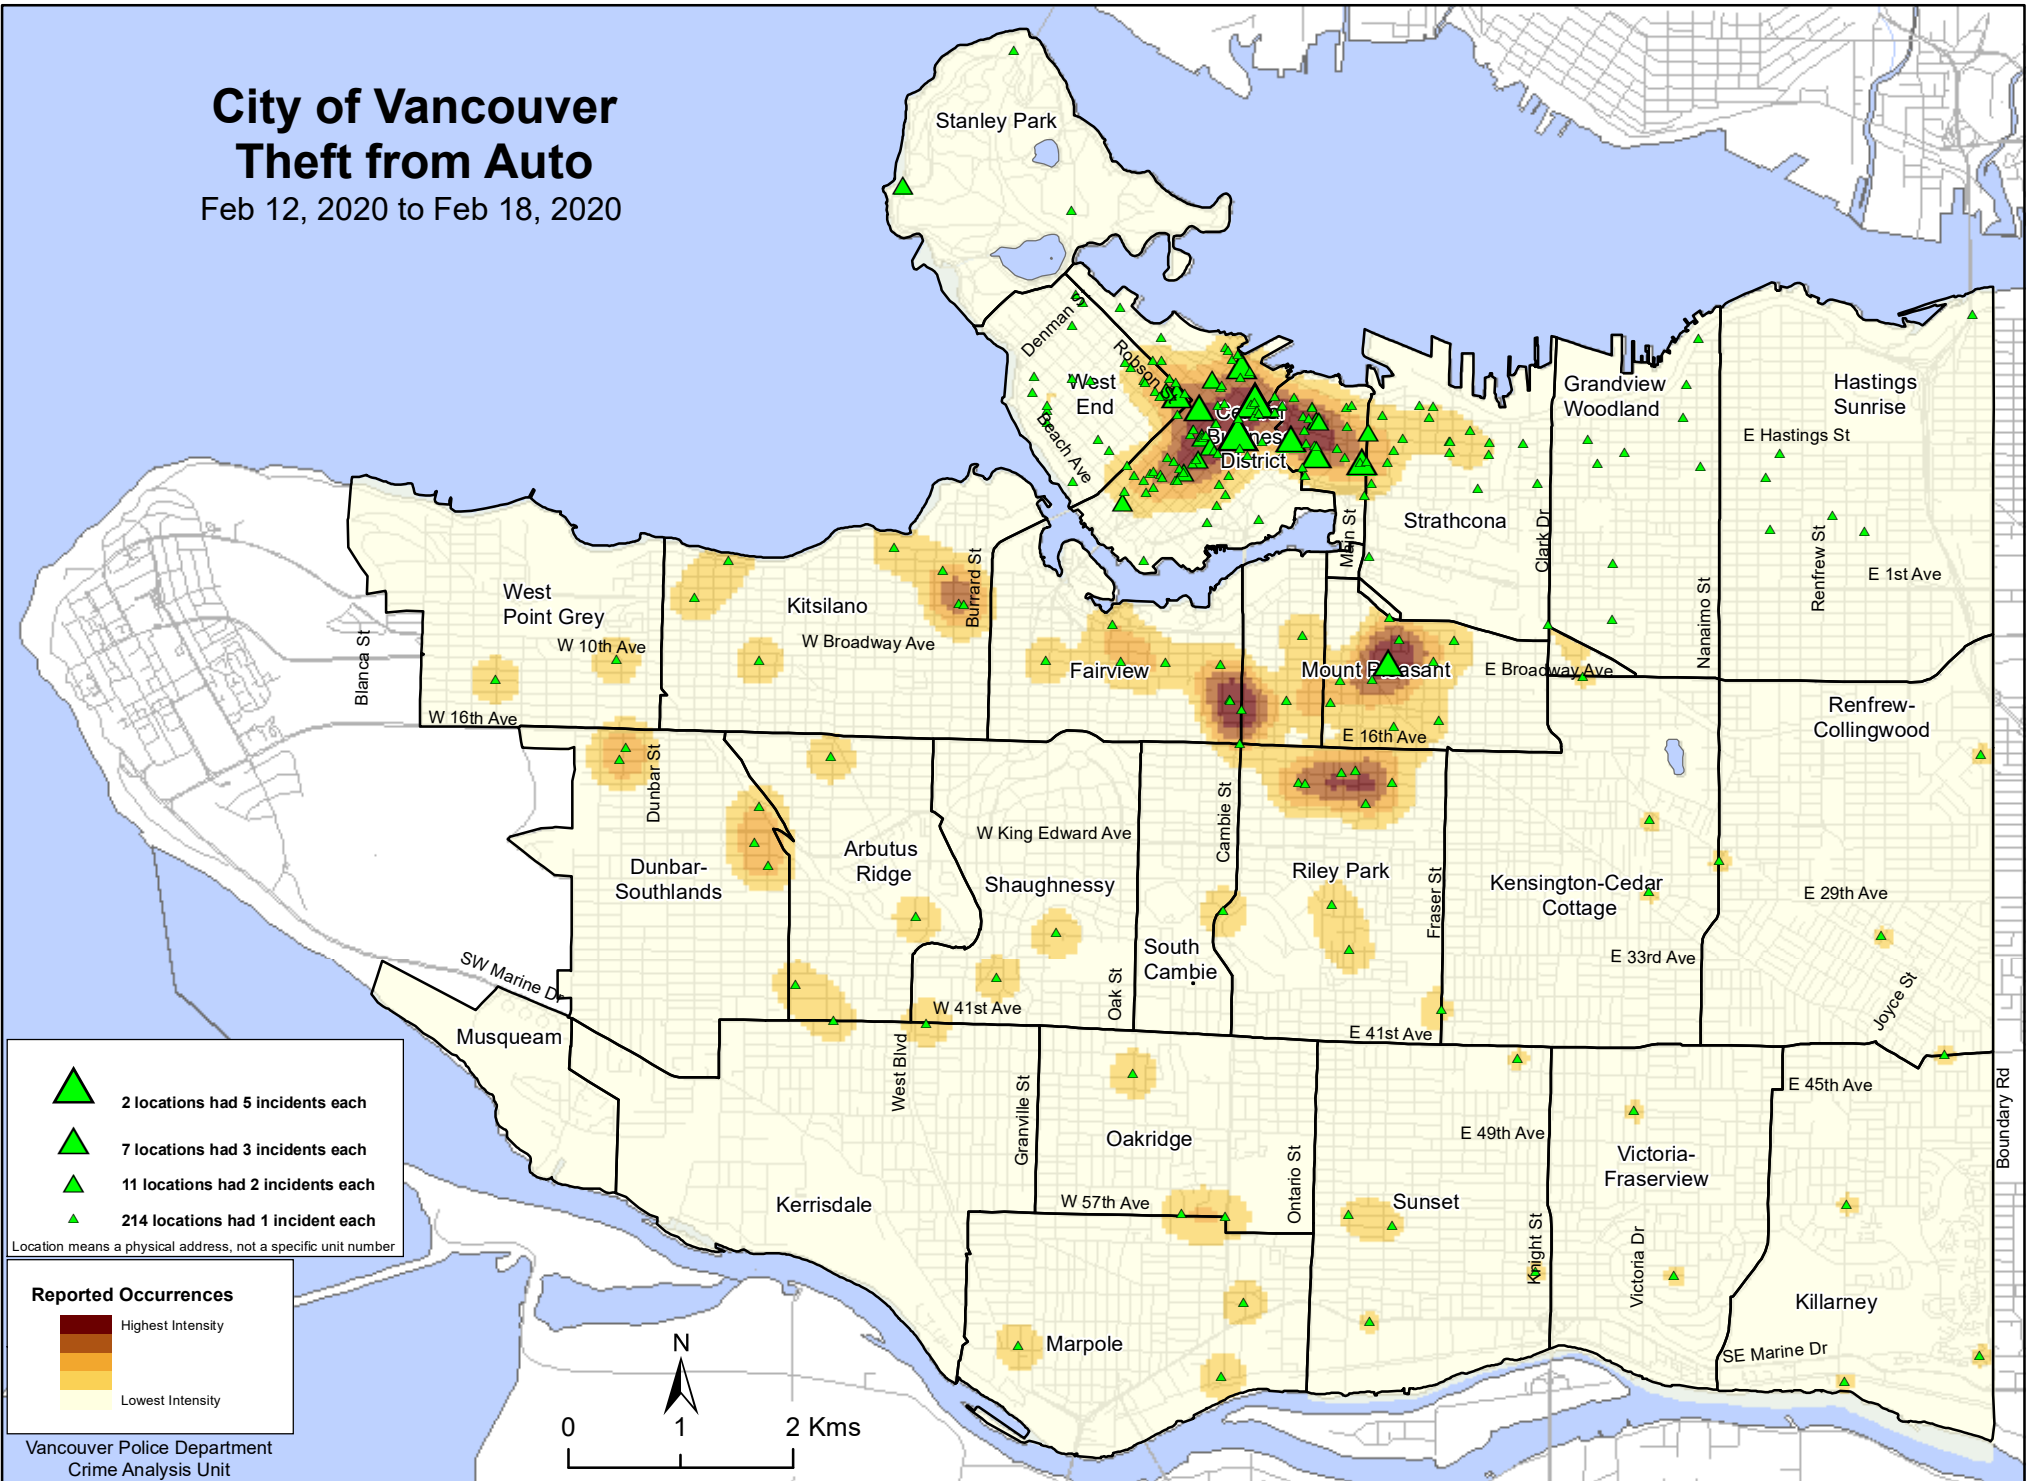 City of Vancouver
Theft from Auto
Feb 12, 2020 to Feb 18, 2020
Stanley Park
Denman St
Robson
West
End
Beach Ave
Central
Business
District
Grandview
Woodland
Hastings
Sunrise
E Hastings St
Strathcona
Main St
Clark Dr
Nanaimo St
Renfrew St
E 1st Ave
West
Point Grey
W 10th Ave
Blanca St
W 16th Ave
Kitsilano
W Broadway Ave
Burrard St
Fairview
Mount Pleasant
E Broadway Ave
E 16th Ave
Renfrew-
Collingwood
Dunbar St
Dunbar-
Southlands
Arbutus
Ridge
W King Edward Ave
Shaughnessy
Cambie St
Riley Park
Fraser St
Kensington-Cedar
Cottage
E 29th Ave
South
Cambie
E 33rd Ave
SW Marine Dr
Oak St
W 41st Ave
E 41st Ave
Joyce St
Musqueam
West Blvd
Granville St
Oakridge
Ontario St
W 57th Ave
Kerrisdale
Sunset
E 49th Ave
E 45th Ave
Boundary Rd
Victoria-
Fraserview
Knight St
Victoria Dr
Killarney
SE Marine Dr
Marpole
2 locations had 5 incidents each
7 locations had 3 incidents each
11 locations had 2 incidents each
214 locations had 1 incident each
Location means a physical address, not a specific unit number
Reported Occurrences
Highest Intensity
Lowest Intensity
Vancouver Police Department
Crime Analysis Unit
N
0 1 2 Kms